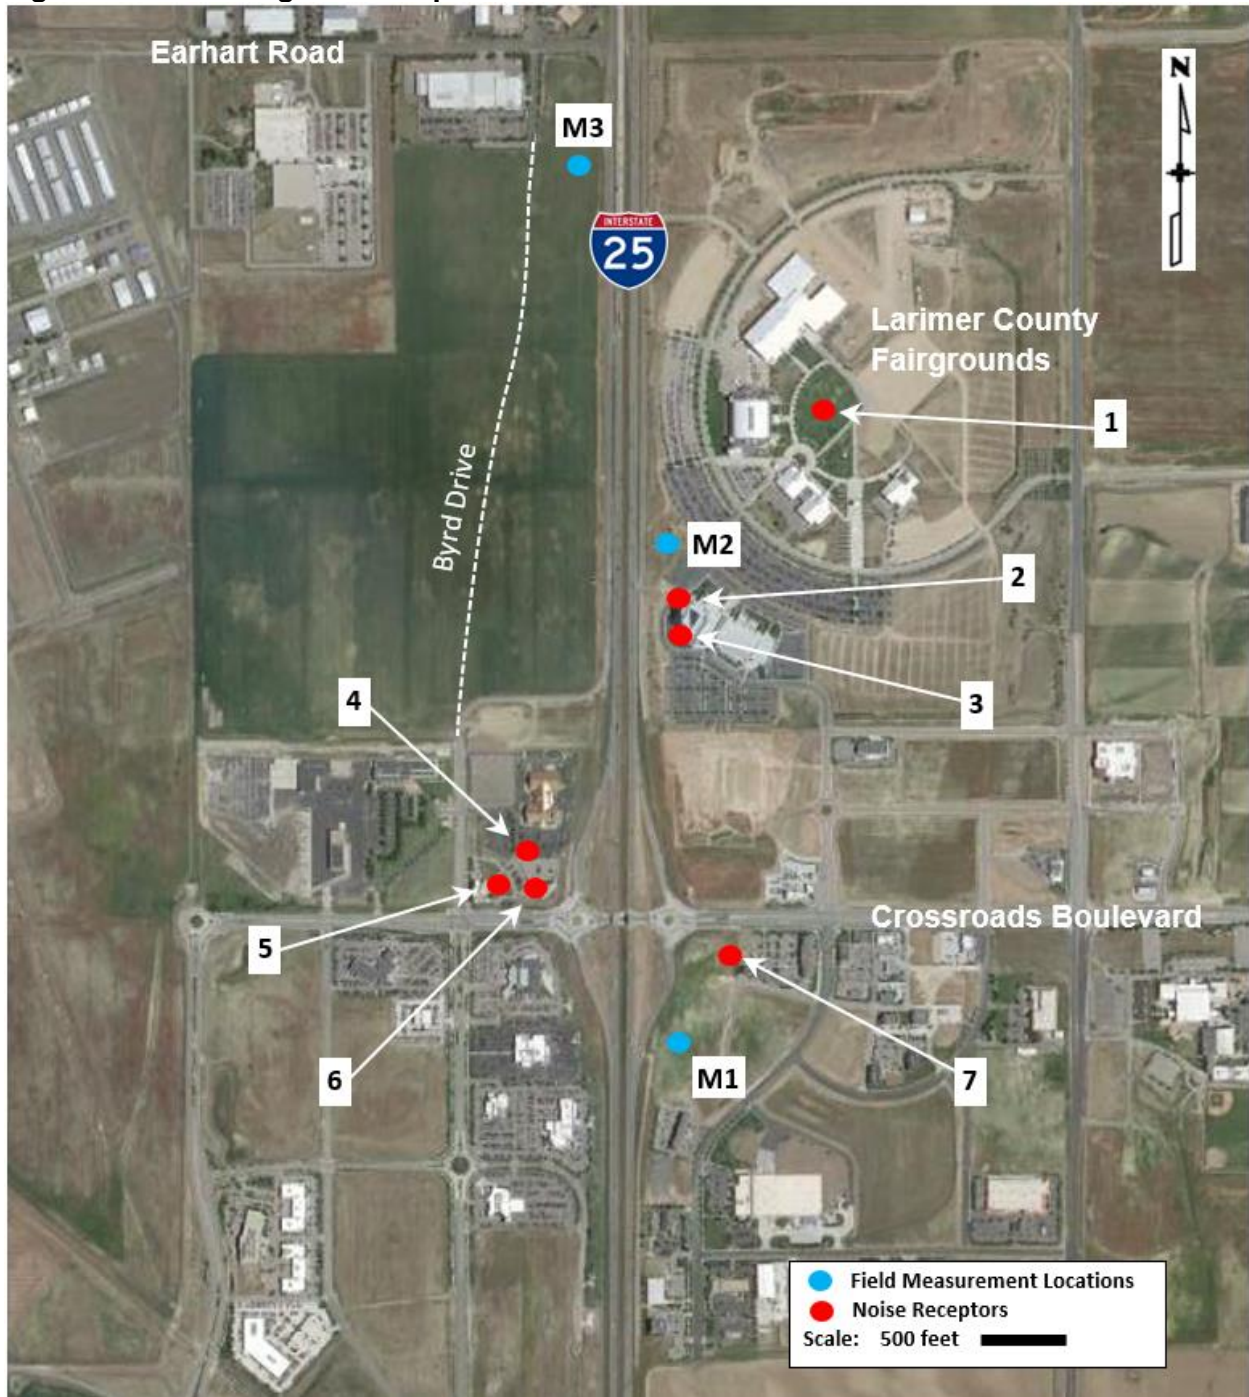 Earhart Road
N
M3
INTERSTATE
25
Larimer County
Fairgrounds
1
Byrd Drive
M2
2
3
4
Crossroads Boulevard
5
6
M1
7
Field Measurement Locations
Noise Receptors
Scale: 500 feet